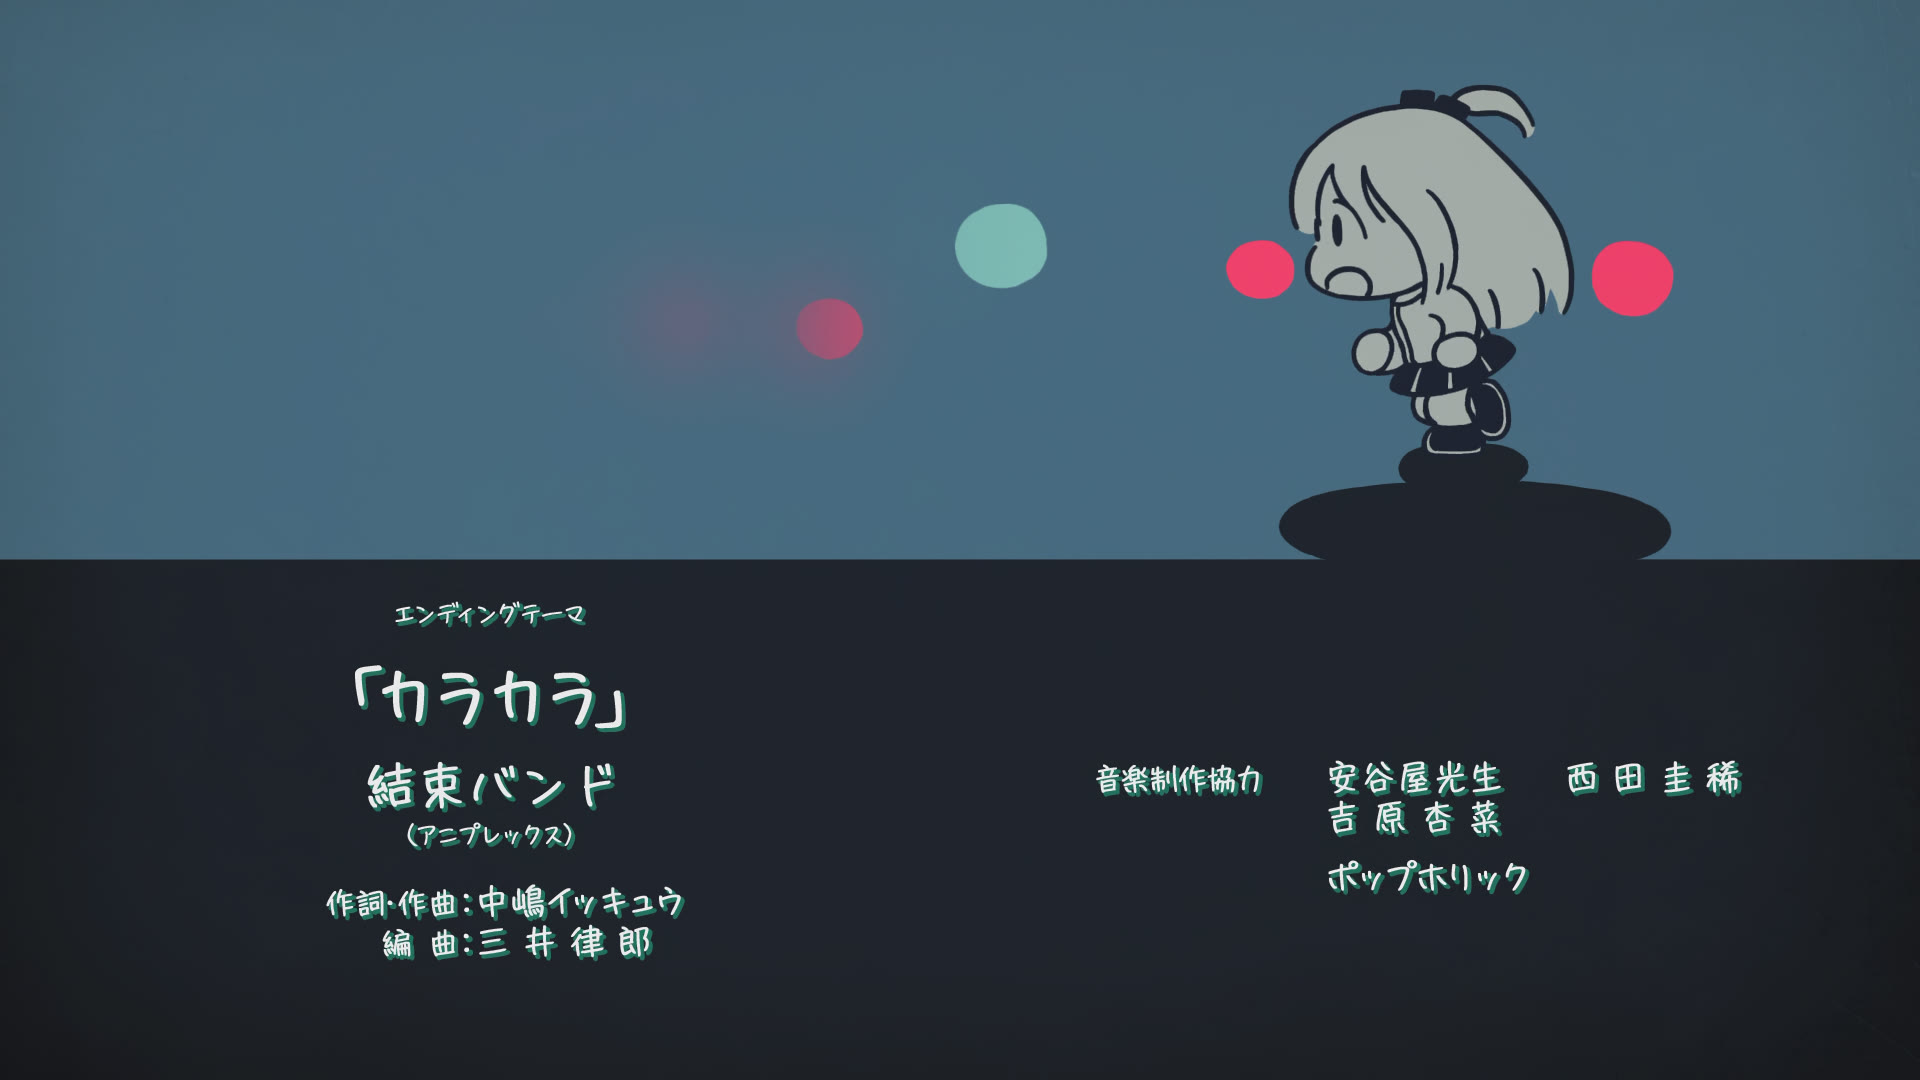 エンディングテーマ
「カラカラ」
結束バンド
(アニプレックス)
作詞・作曲：中嶋イッキュウ
編 曲：三 井 律 郎
音楽制作協力 安谷屋光生 西 田 圭 稀
吉 原 杏 菜
ポップホリック